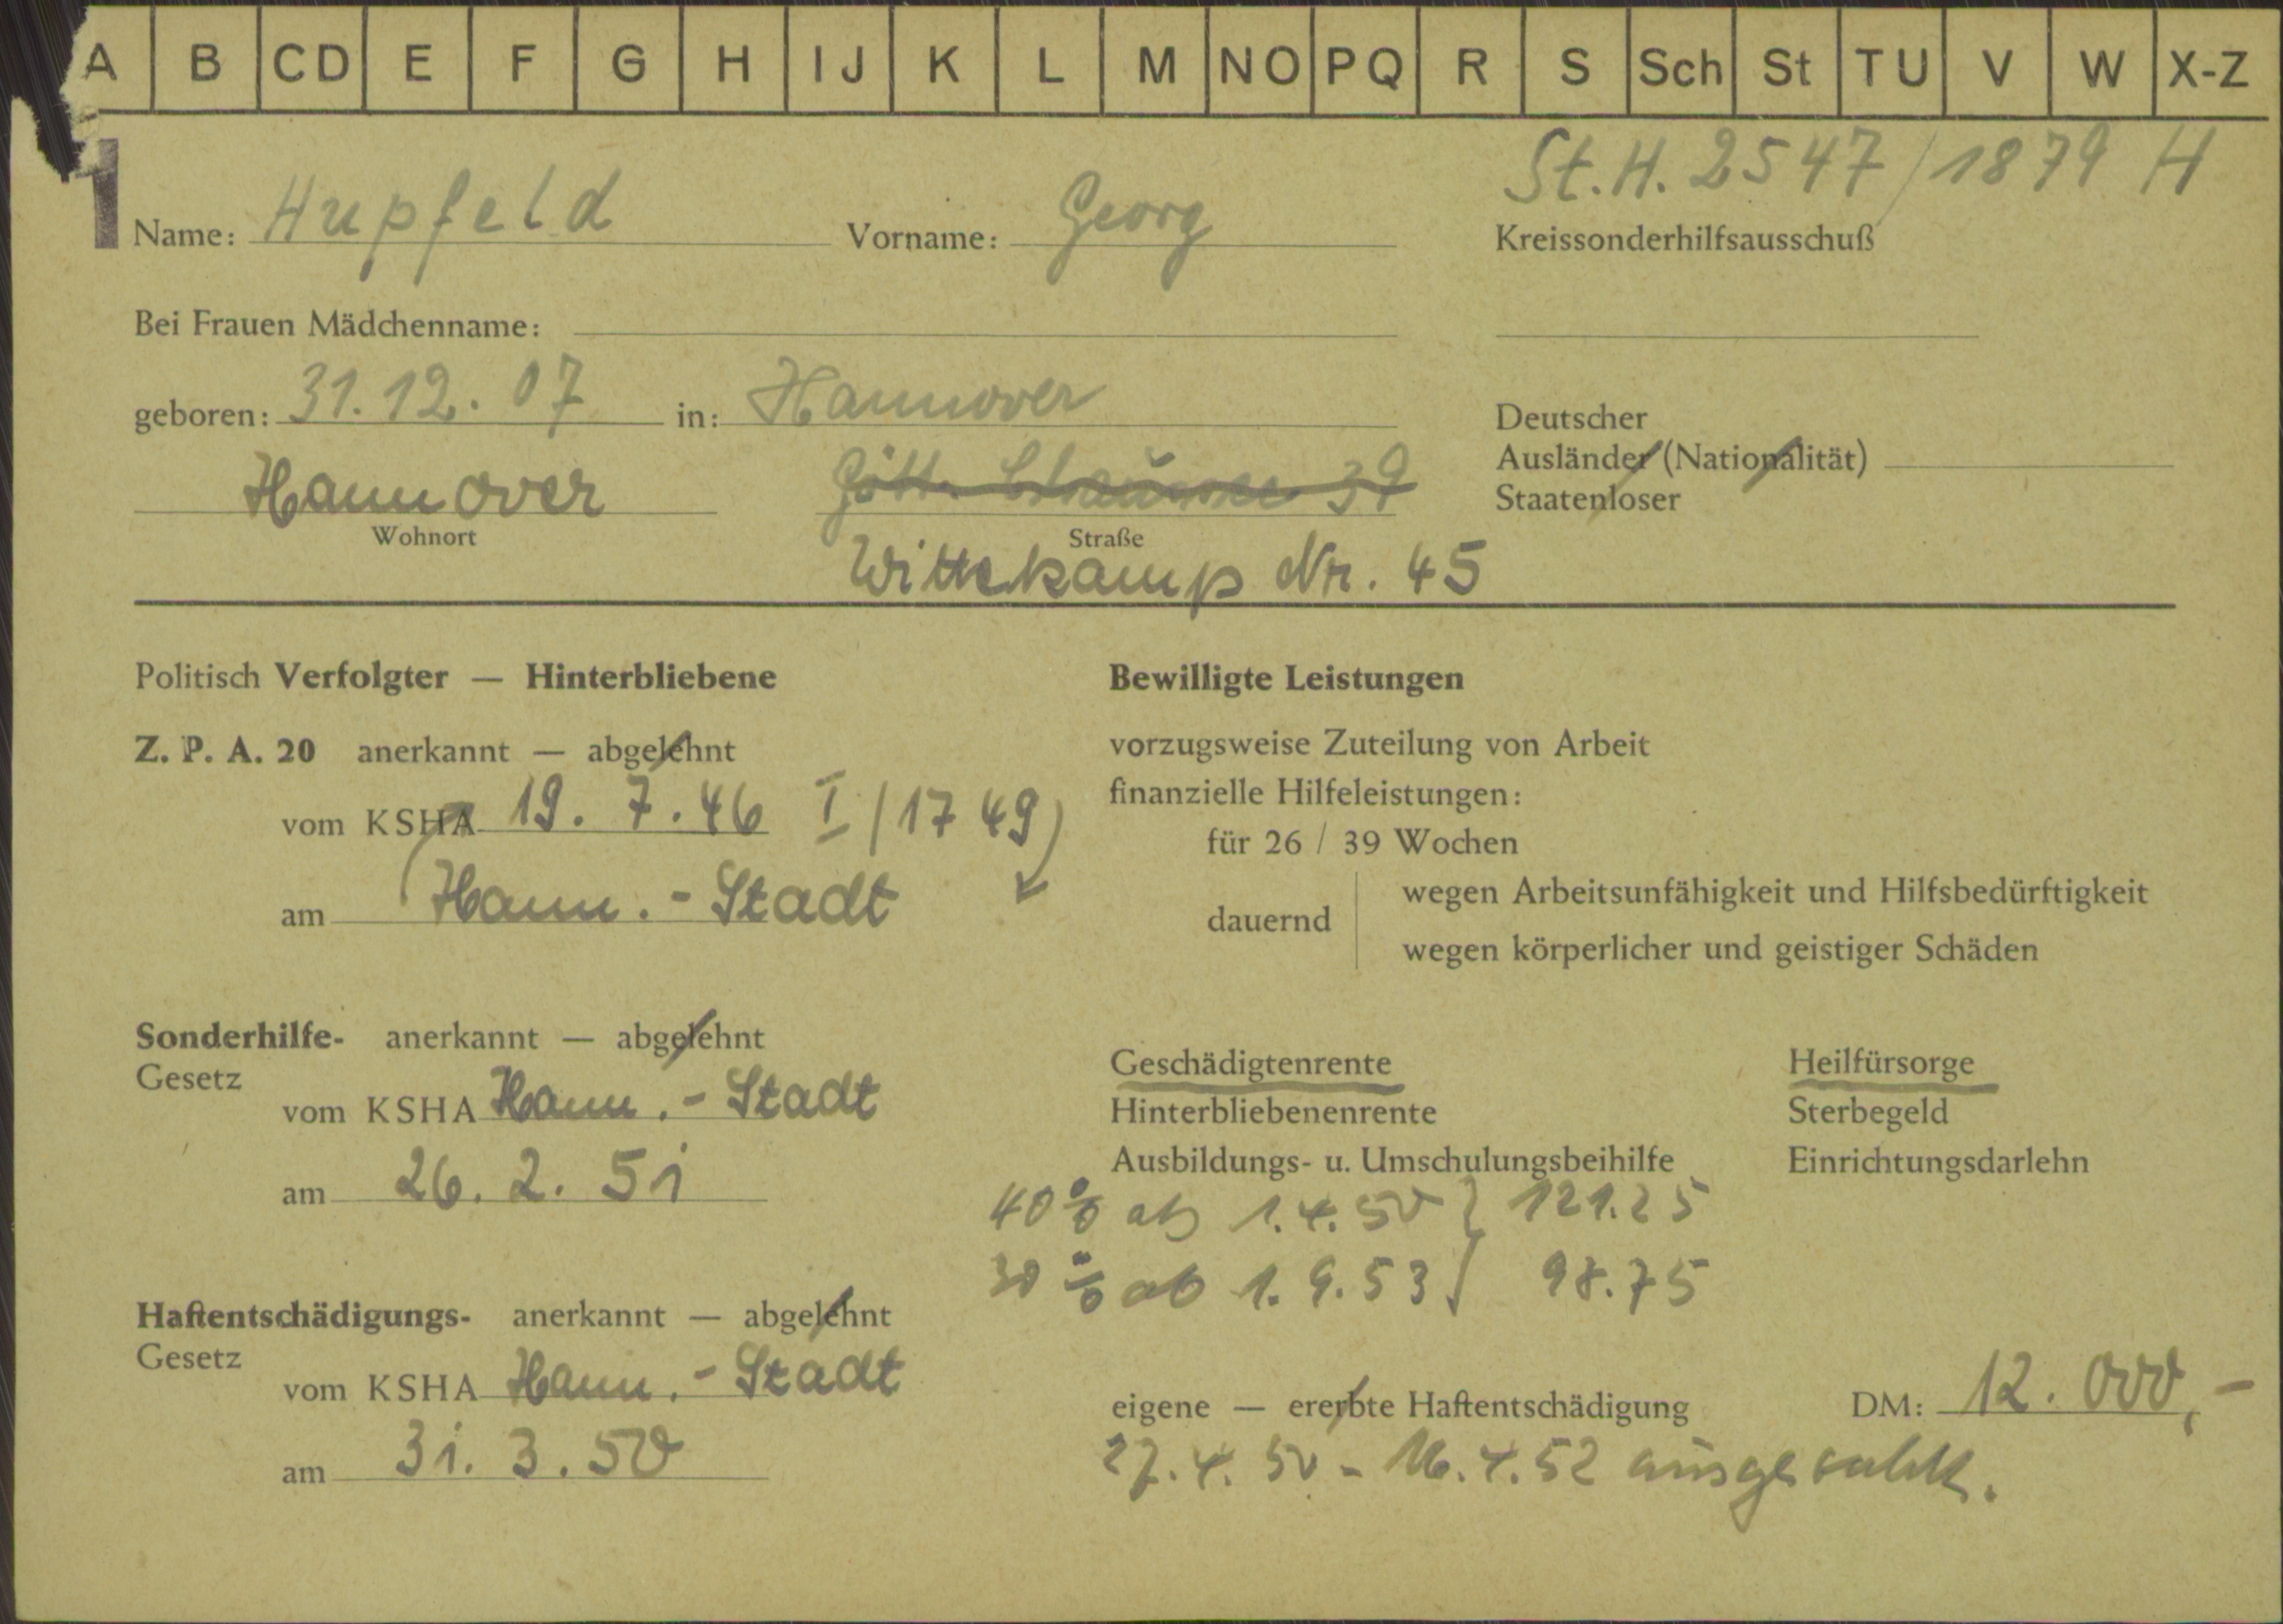 A B CD E F G H IJ K L M NO PQ R S Sch St TU V W X-Z
St. H. 2547/1879 H
1
Name: Hupfeld Vorname: Georg Kreissonderhilfsausschuß
Bei Frauen Mädchenname:
geboren: 31.12.07 in: Hannover Deutscher
Ausländer (Nationalität)
Hannover 39 Staatenloser
Wohnort Straße
Wittekamp Nr. 45
Politisch Verfolgter — Hinterbliebene Bewilligte Leistungen
Z. P. A. 20 anerkannt — abgelehnt vorzugsweise Zuteilung von Arbeit
finanzielle Hilfeleistungen:
vom KSHA 19. 7. 46 I/1749
für 26 / 39 Wochen
am Hann.-Stadt dauernd wegen Arbeitsunfähigkeit und Hilfsbedürftigkeit
wegen körperlicher und geistiger Schäden
Sonderhilfe- anerkannt — abgelehnt
Gesetz Geschädigtenrente Heilfürsorge
vom KSHA Hann.-Stadt Hinterbliebenenrente Sterbegeld
Ausbildungs- u. Umschulungsbeihilfe Einrichtungsdarlehn
am 26. 2. 51 40% ab 1.4.50 } 121.25
30% ab 1.9.53 } 98.75
Haftentschädigungs- anerkannt — abgelehnt
Gesetz
vom KSHA Hann.-Stadt eigene — ererbte Haftentschädigung DM: 12.000,-
am 31. 3. 50 27.4.50 - 16.4.52 ausgezahlt.